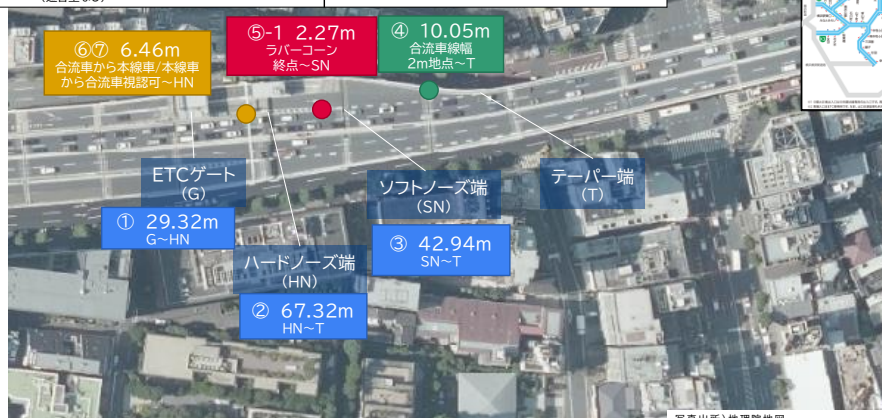 ⑥⑦ 6.46m
合流車から本線車/本線車
から合流車視認可～HN
⑤-1 2.27m
ラバーコーン
終点～SN
④ 10.05m
合流車線幅
2m地点～T
ETCゲート
(G)
① 29.32m
G～HN
ハードノーズ端
(HN)
② 67.32m
HN～T
ソフトノーズ端
(SN)
③ 42.94m
SN～T
テーパー端
(T)